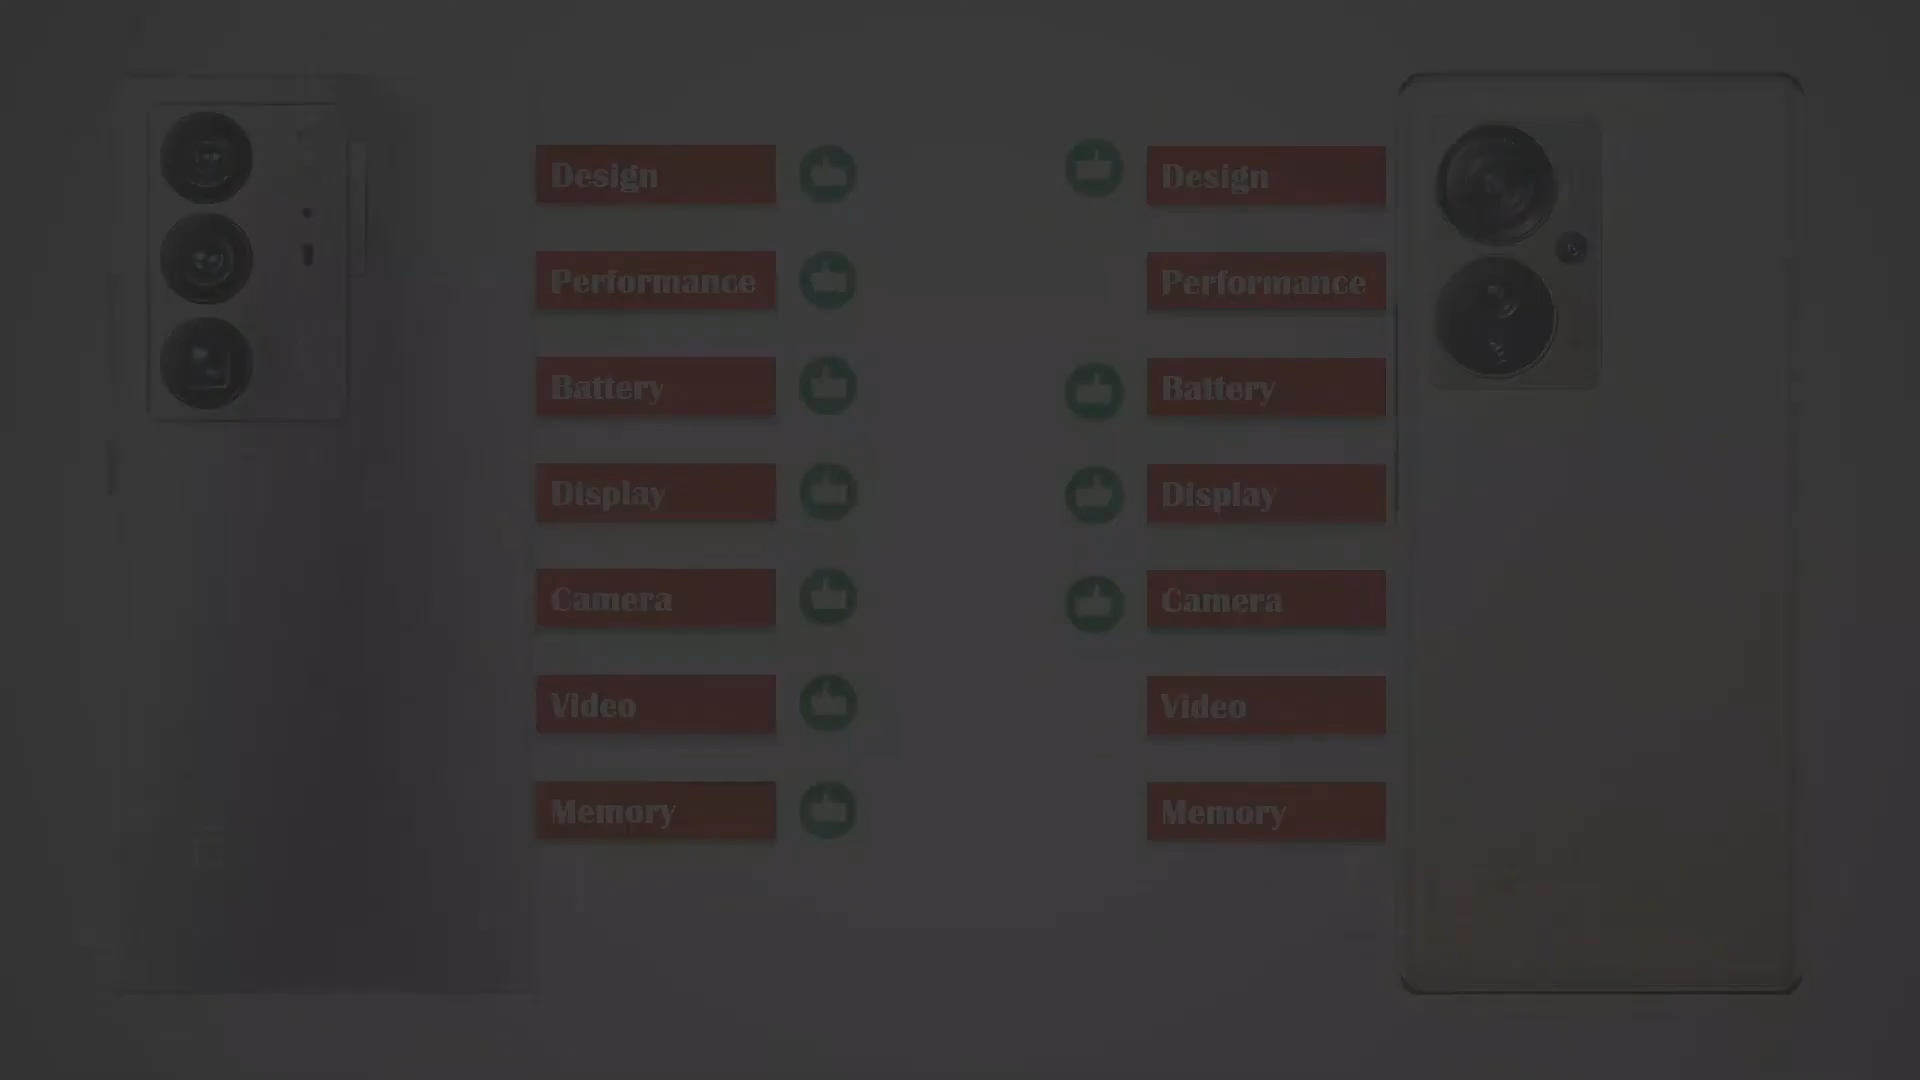 Design
Performance
Battery
Display
Camera
Video
Memory
Design
Performance
Battery
Display
Camera
Video
Memory